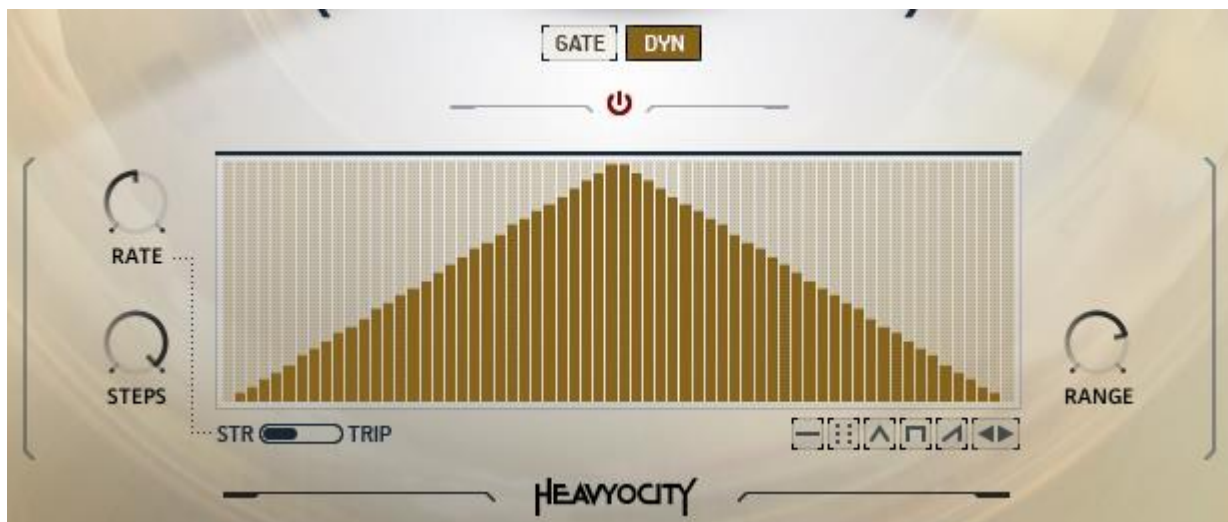 GATE DYN
RATE
STEPS
RANGE
STR TRIP
HEAVYOCITY